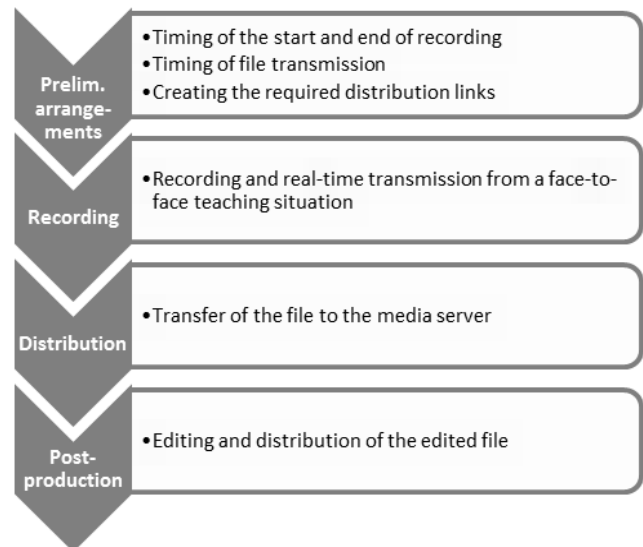 Prelim.
arrange-
ments
•Timing of the start and end of recording
•Timing of file transmission
•Creating the required distribution links
Recording
•Recording and real-time transmission from a face-to-
face teaching situation
Distribution
•Transfer of the file to the media server
Post-
production
•Editing and distribution of the edited file